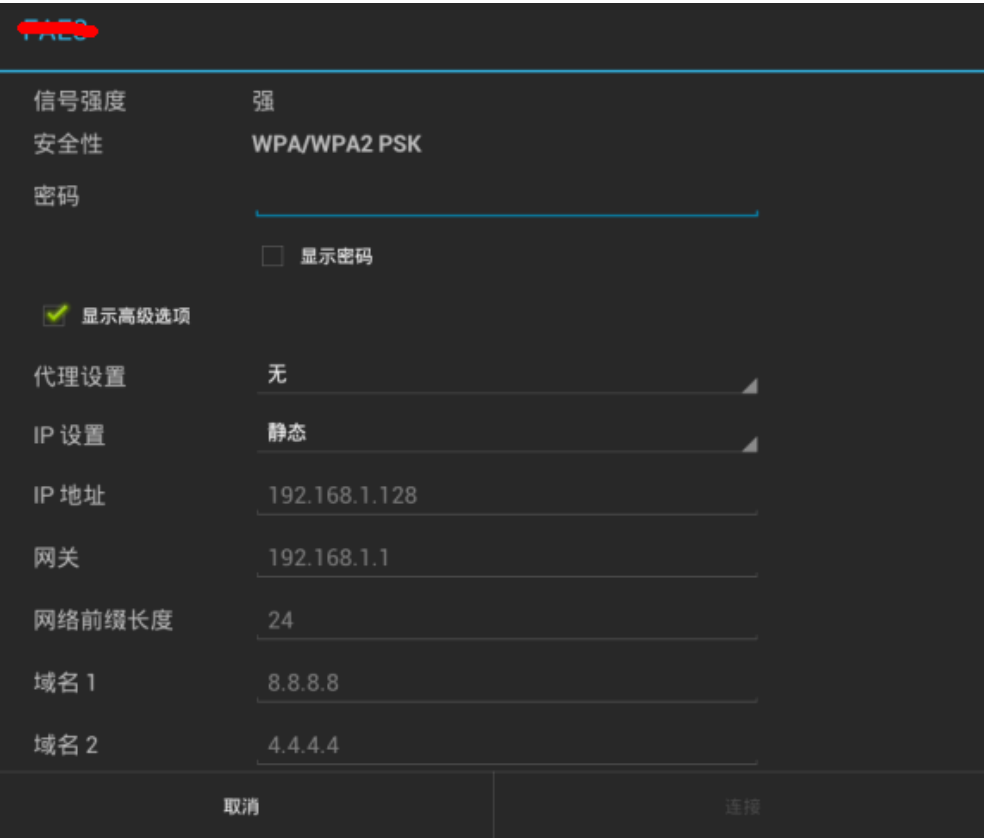 信号强度 强
安全性 WPA/WPA2 PSK
密码
显示密码
显示高级选项
代理设置 无
IP 设置 静态
IP 地址 192.168.1.128
网关 192.168.1.1
网络前缀长度 24
域名 1 8.8.8.8
域名 2 4.4.4.4
取消 连接